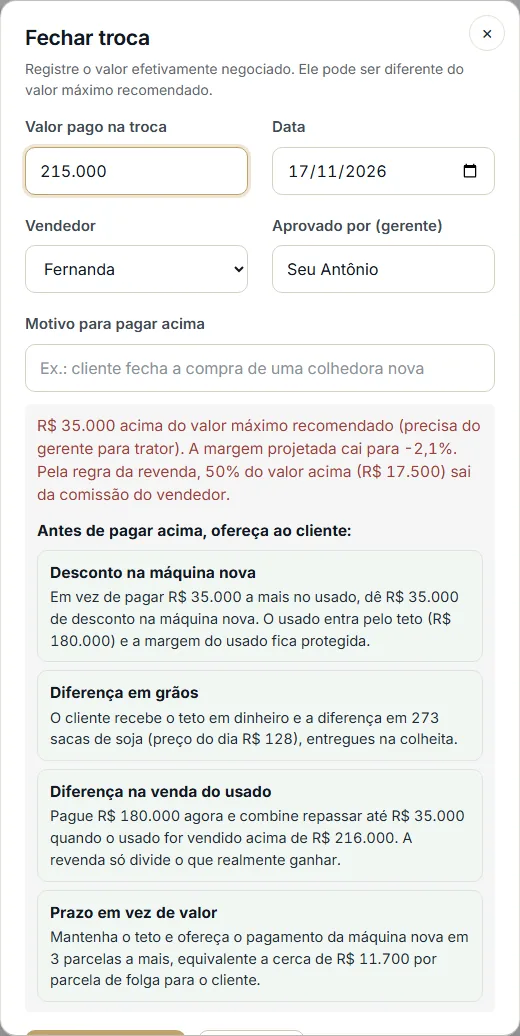 Fechar troca
×
Registre o valor efetivamente negociado. Ele pode ser diferente do
valor máximo recomendado.
Valor pago na troca
Data
215.000
17/11/2026
Vendedor
Aprovado por (gerente)
Fernanda
Seu Antônio
Motivo para pagar acima
Ex.: cliente fecha a compra de uma colhedora nova
R$ 35.000 acima do valor máximo recomendado (precisa do
gerente para trator). A margem projetada cai para -2,1%.
Pela regra da revenda, 50% do valor acima (R$ 17.500) sai
da comissão do vendedor.
Antes de pagar acima, ofereça ao cliente:
Desconto na máquina nova
Em vez de pagar R$ 35.000 a mais no usado, dê R$ 35.000
de desconto na máquina nova. O usado entra pelo teto (R$
180.000) e a margem do usado fica protegida.
Diferença em grãos
O cliente recebe o teto em dinheiro e a diferença em 273
sacas de soja (preço do dia R$ 128), entregues na colheita.
Diferença na venda do usado
Pague R$ 180.000 agora e combine repassar até R$ 35.000
quando o usado for vendido acima de R$ 216.000. A
revenda só divide o que realmente ganhar.
Prazo em vez de valor
Mantenha o teto e ofereça o pagamento da máquina nova em
3 parcelas a mais, equivalente a cerca de R$ 11.700 por
parcela de folga para o cliente.